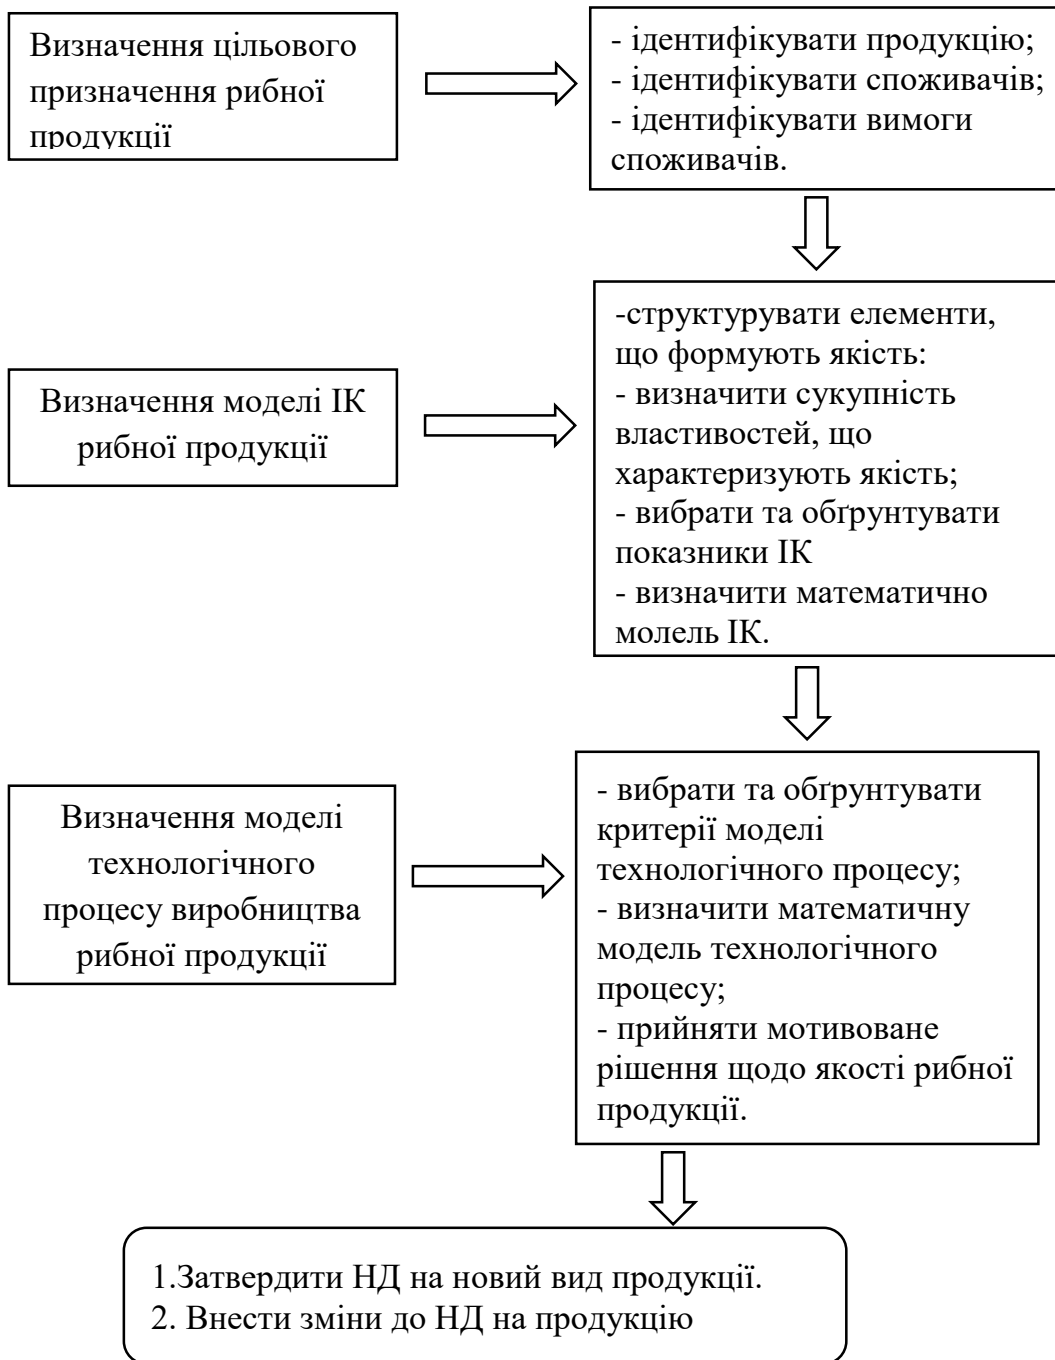 Визначення цільового
призначення рибної
продукції
- ідентифікувати продукцію;
- ідентифікувати споживачів;
- ідентифікувати вимоги
споживачів.
Визначення моделі ІК
рибної продукції
-структурувати елементи,
що формують якість:
- визначити сукупність
властивостей, що
характеризують якість;
- вибрати та обґрунтувати
показники ІК
- визначити математично
молель ІК.
Визначення моделі
технологічного
процесу виробництва
рибної продукції
- вибрати та обґрунтувати
критерії моделі
технологічного процесу;
- визначити математичну
модель технологічного
процесу;
- прийняти мотивоване
рішення щодо якості рибної
продукції.
1.Затвердити НД на новий вид продукції.
2. Внести зміни до НД на продукцію